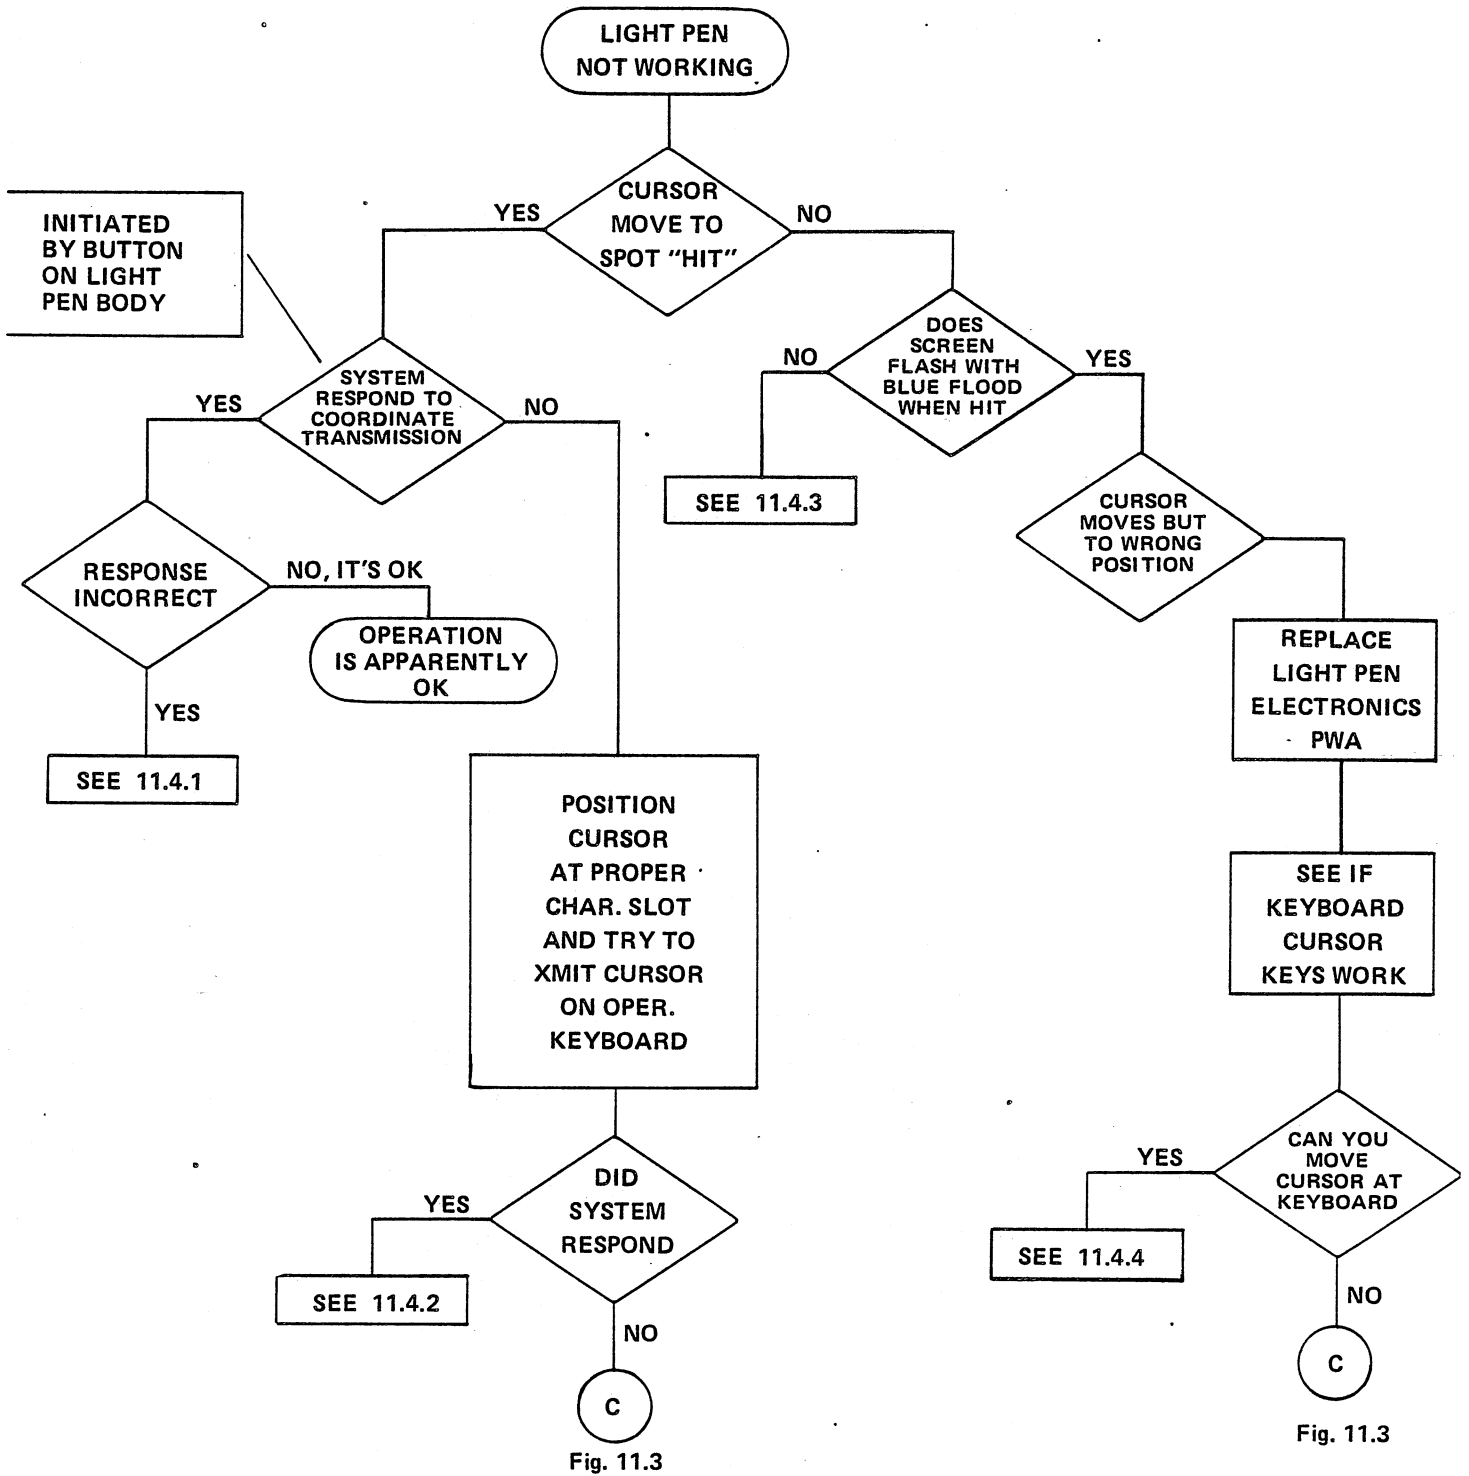 LIGHT PEN
NOT WORKING
CURSOR
MOVE TO
SPOT "HIT"
YES
NO
INITIATED
BY BUTTON
ON LIGHT
PEN BODY
SYSTEM
RESPOND TO
COORDINATE
TRANSMISSION
YES
NO
DOES
SCREEN
FLASH WITH
BLUE FLOOD
WHEN HIT
NO
YES
SEE 11.4.3
CURSOR
MOVES BUT
TO WRONG
POSITION
RESPONSE
INCORRECT
NO, IT'S OK
OPERATION
IS APPARENTLY
OK
YES
SEE 11.4.1
REPLACE
LIGHT PEN
ELECTRONICS
PWA
POSITION
CURSOR
AT PROPER
CHAR. SLOT
AND TRY TO
XMIT CURSOR
ON OPER.
KEYBOARD
SEE IF
KEYBOARD
CURSOR
KEYS WORK
DID
SYSTEM
RESPOND
YES
SEE 11.4.2
NO
C
Fig. 11.3
CAN YOU
MOVE
CURSOR AT
KEYBOARD
YES
SEE 11.4.4
NO
C
Fig. 11.3